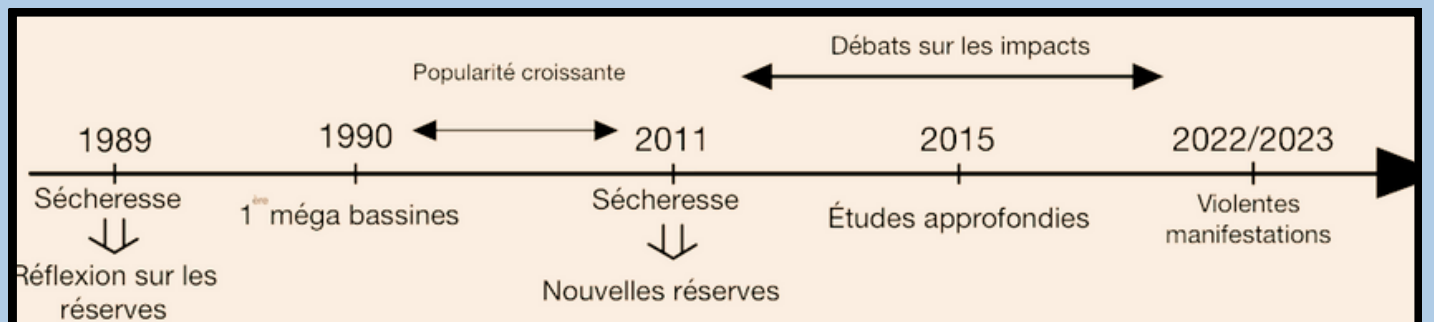 Débats sur les impacts
Popularité croissante
1989
1990
2011
2015
2022/2023
Sécheresse
1ère méga bassines
Sécheresse
Études approfondies
Violentes
manifestations
Réflexion sur les
réserves
Nouvelles réserves